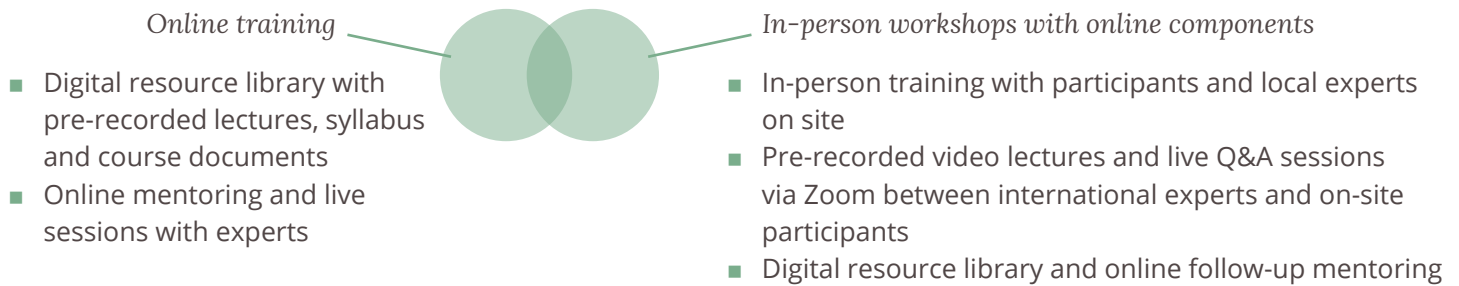 Online training
Digital resource library with
pre-recorded lectures, syllabus
and course documents
Online mentoring and live
sessions with experts
In-person workshops with online components
In-person training with participants and local experts
on site
Pre-recorded video lectures and live Q&A sessions
via Zoom between international experts and on-site
participants
Digital resource library and online follow-up mentoring